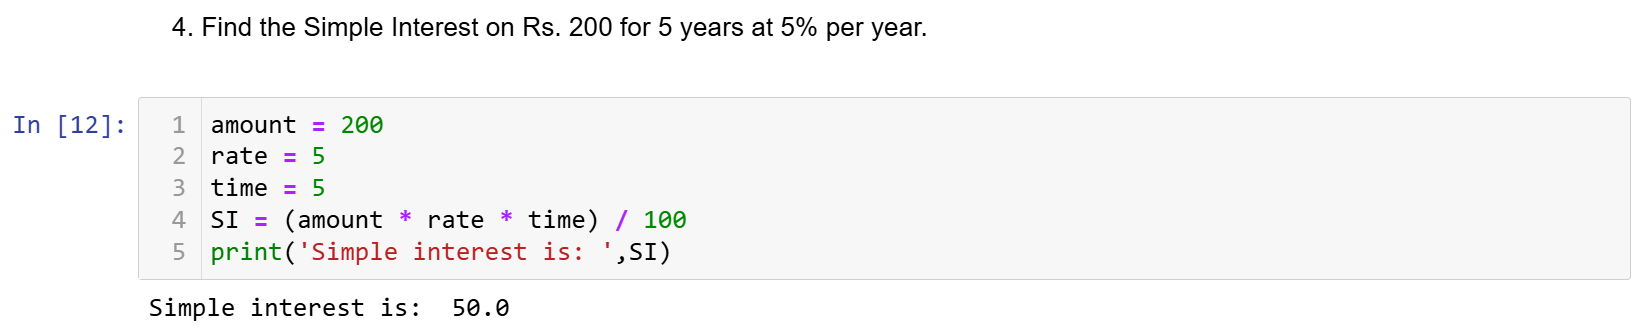 4. Find the Simple Interest on Rs. 200 for 5 years at 5% per year.
In [12]:
1 amount = 200
2 rate = 5
3 time = 5
4 SI = (amount * rate * time) / 100
5 print('Simple interest is: ',SI)
Simple interest is:  50.0